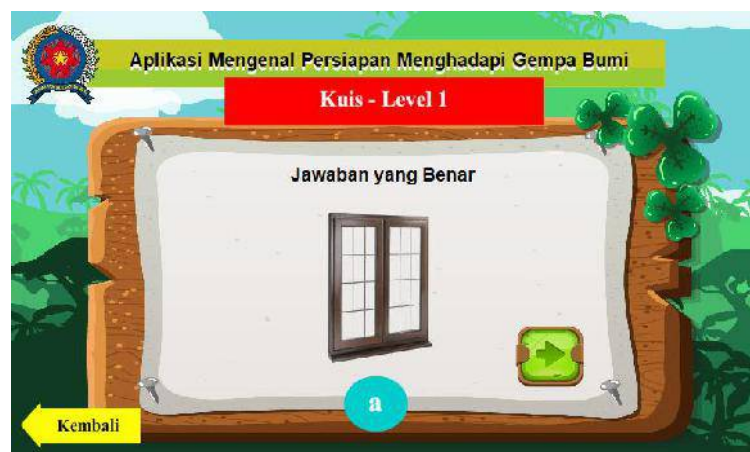 Aplikasi Mengenal Persiapan Menghadapi Gempa Bumi
Kuis - Level 1
Jawaban yang Benar
a
Kembali